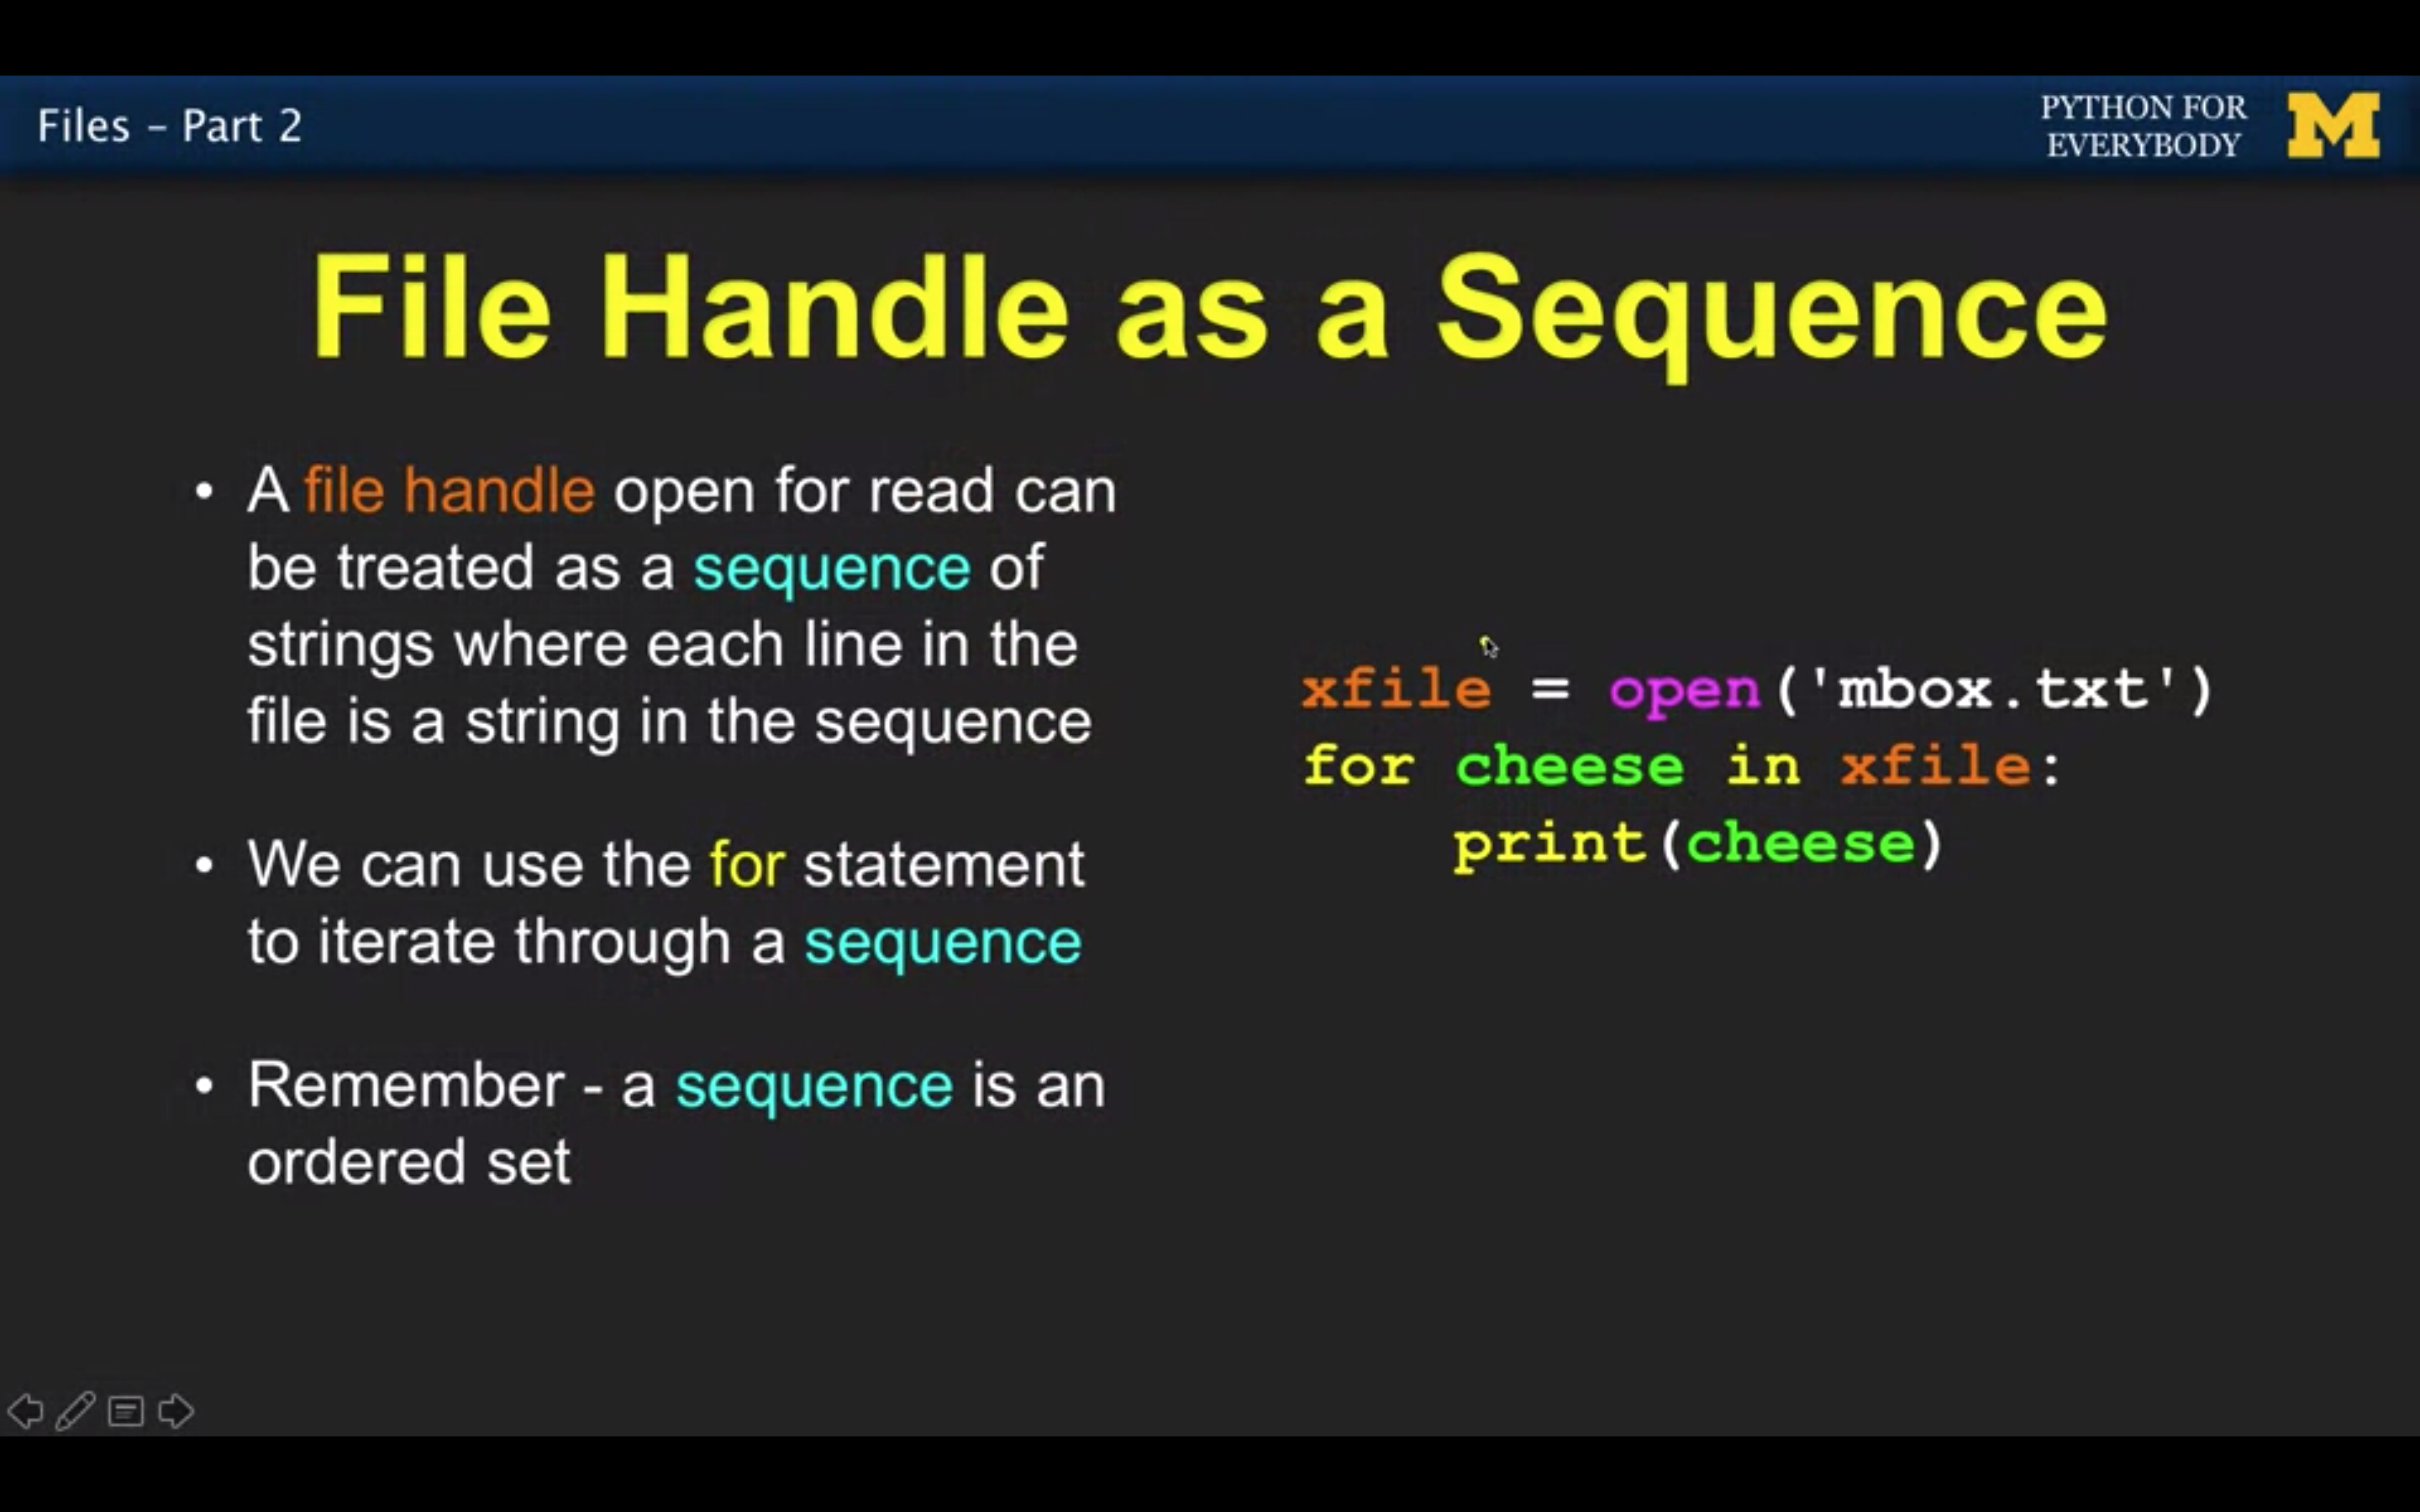 Files – Part 2
PYTHON FOR
EVERYBODY
M
File Handle as a Sequence
• A file handle open for read can
be treated as a sequence of
strings where each line in the
file is a string in the sequence
• We can use the for statement
to iterate through a sequence
• Remember - a sequence is an
ordered set
xfile = open('mbox.txt')
for cheese in xfile:
    print(cheese)